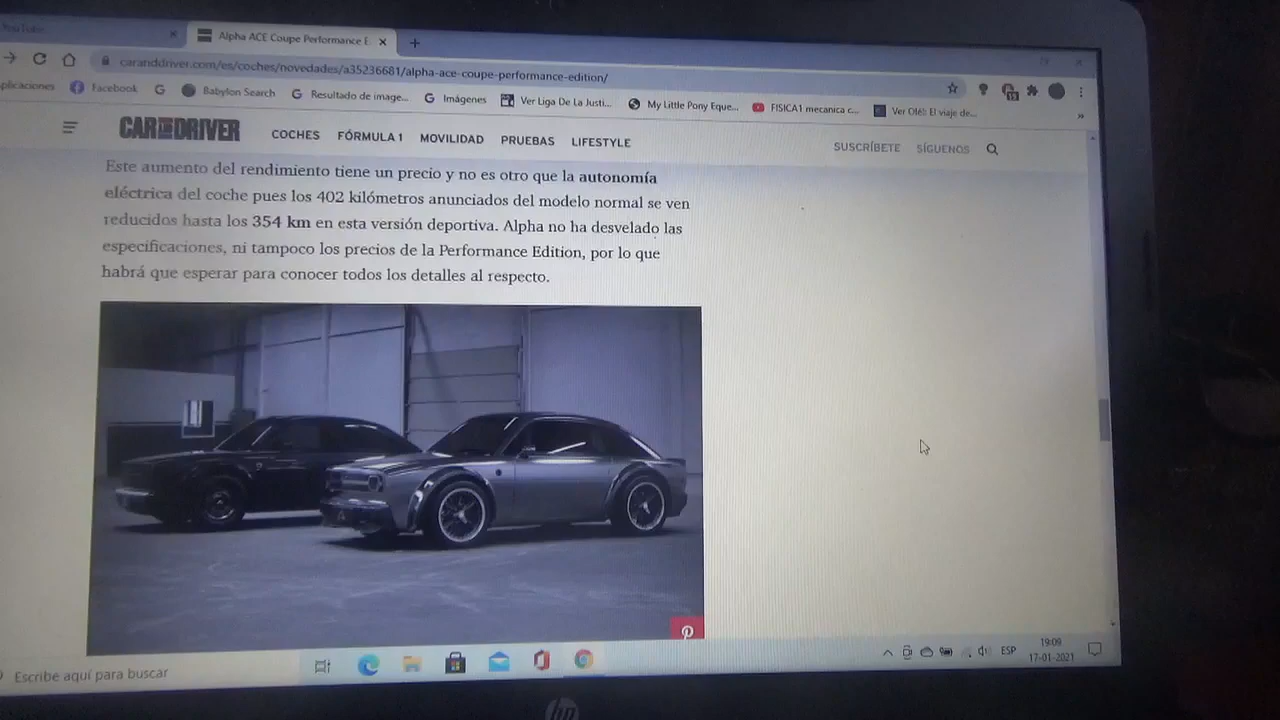 YouTube
Alpha ACE Coupe Performance E
caranddriver.com/es/coches/novedades/a35236681/alpha-ace-coupe-performance-edition/
plicaciones
Facebook
Babylon Search
Resultado de image...
Imágenes
Ver Liga De La Justi...
My Little Pony Eque...
FISICA1 mecanica c...
Ver Olé!: El viaje de...
»
19
CAR AND DRIVER
COCHES
FÓRMULA 1
MOVILIDAD
PRUEBAS
LIFESTYLE
SUSCRÍBETE
SÍGUENOS
Este aumento del rendimiento tiene un precio y no es otro que la autonomía
eléctrica del coche pues los 402 kilómetros anunciados del modelo normal se ven
reducidos hasta los 354 km en esta versión deportiva. Alpha no ha desvelado las
especificaciones, ni tampoco los precios de la Performance Edition, por lo que
habrá que esperar para conocer todos los detalles al respecto.
Escribe aquí para buscar
ESP
19:09
17-01-2021
hp